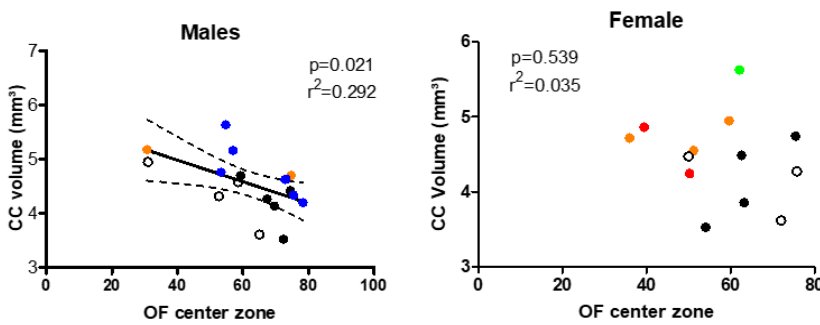 Males
p=0.021
r²=0.292
CC volume (mm³)
7
6
5
4
3
0
20
40
60
80
100
OF center zone
Female
p=0.539
r²=0.035
CC Volume (mm³)
6
5
4
3
0
20
40
60
80
OF center zone